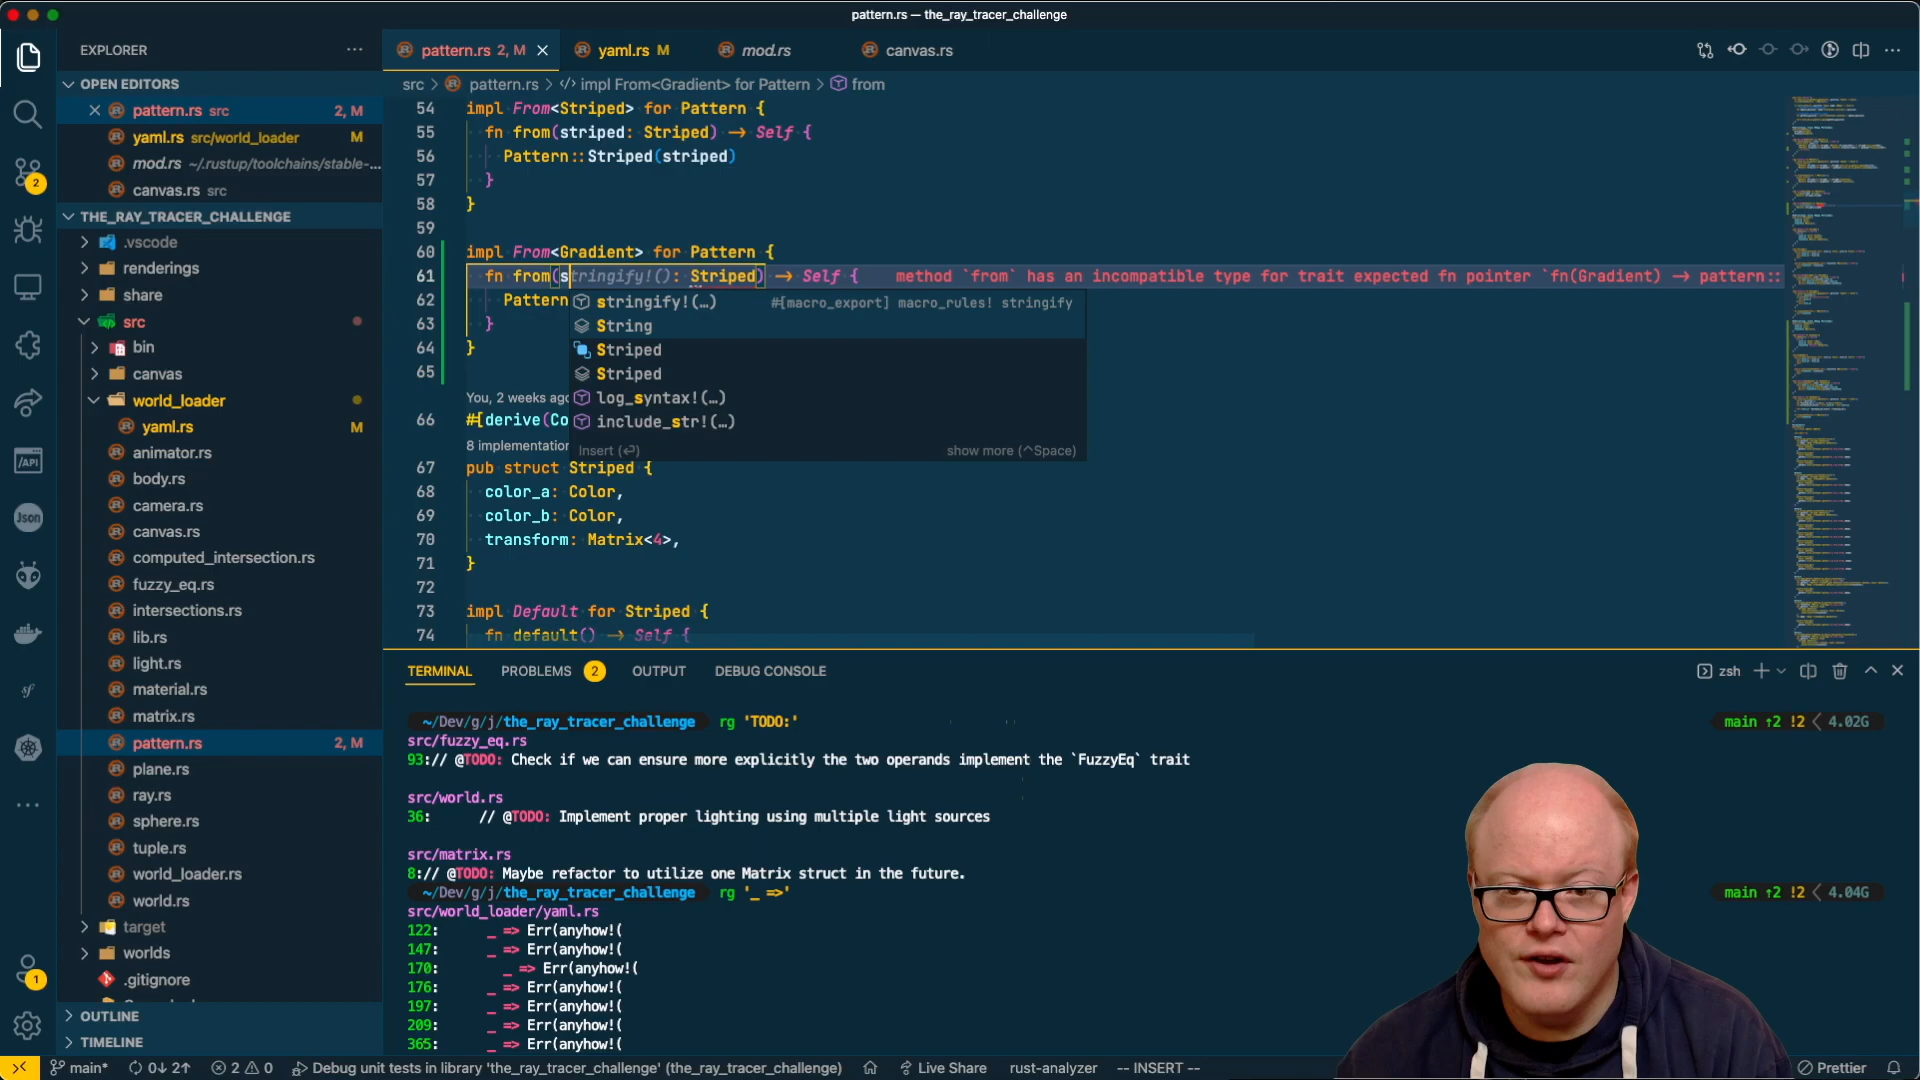 pattern.rs — the_ray_tracer_challenge
EXPLORER
pattern.rs 2, M
yaml.rs M
mod.rs
canvas.rs
OPEN EDITORS
src > pattern.rs > impl From<Gradient> for Pattern > from
pattern.rs src 2, M
yaml.rs src/world_loader M
mod.rs ~/.rustup/toolchains/stable-...
canvas.rs src
THE_RAY_TRACER_CHALLENGE
.vscode
renderings
share
src
bin
canvas
world_loader
yaml.rs M
animator.rs
body.rs
camera.rs
canvas.rs
computed_intersection.rs
fuzzy_eq.rs
intersections.rs
lib.rs
light.rs
material.rs
matrix.rs
pattern.rs 2, M
plane.rs
ray.rs
sphere.rs
tuple.rs
world_loader.rs
world.rs
target
worlds
.gitignore
OUTLINE
TIMELINE
2
/API
Json
1
54 impl From<Striped> for Pattern {
55 fn from(striped: Striped) → Self {
56 Pattern::Striped(striped)
57 }
58 }
59
60 impl From<Gradient> for Pattern {
61 fn from(stringify!(): Striped) → Self { method `from` has an incompatible type for trait expected fn pointer `fn(Gradient) → pattern::
62 Pattern
63 }
64 }
65
stringify!(…) #[macro_export] macro_rules! stringify
String
Striped
Striped
log_syntax!(…)
include_str!(…)
Insert (⏎) show more (^Space)
You, 2 weeks ago
66 #[derive(Co
8 implementation
67 pub struct Striped {
68 color_a: Color,
69 color_b: Color,
70 transform: Matrix<4>,
71 }
72
73 impl Default for Striped {
74 fn default() → Self {
TERMINAL PROBLEMS 2 OUTPUT DEBUG CONSOLE
zsh
~/Dev/g/j/the_ray_tracer_challenge rg 'TODO:' main ↑2 !2 < 4.02G
src/fuzzy_eq.rs
93:// @TODO: Check if we can ensure more explicitly the two operands implement the `FuzzyEq` trait
src/world.rs
36: // @TODO: Implement proper lighting using multiple light sources
src/matrix.rs
8:// @TODO: Maybe refactor to utilize one Matrix struct in the future.
~/Dev/g/j/the_ray_tracer_challenge rg '_ =>' main ↑2 !2 < 4.04G
src/world_loader/yaml.rs
122: _ => Err(anyhow!(
147: _ => Err(anyhow!(
170: _ => Err(anyhow!(
176: _ => Err(anyhow!(
197: _ => Err(anyhow!(
209: _ => Err(anyhow!(
365: _ => Err(anyhow!(
main* 0↓ 2↑ 2 0 Debug unit tests in library 'the_ray_tracer_challenge' (the_ray_tracer_challenge) Live Share rust-analyzer -- INSERT -- Prettier